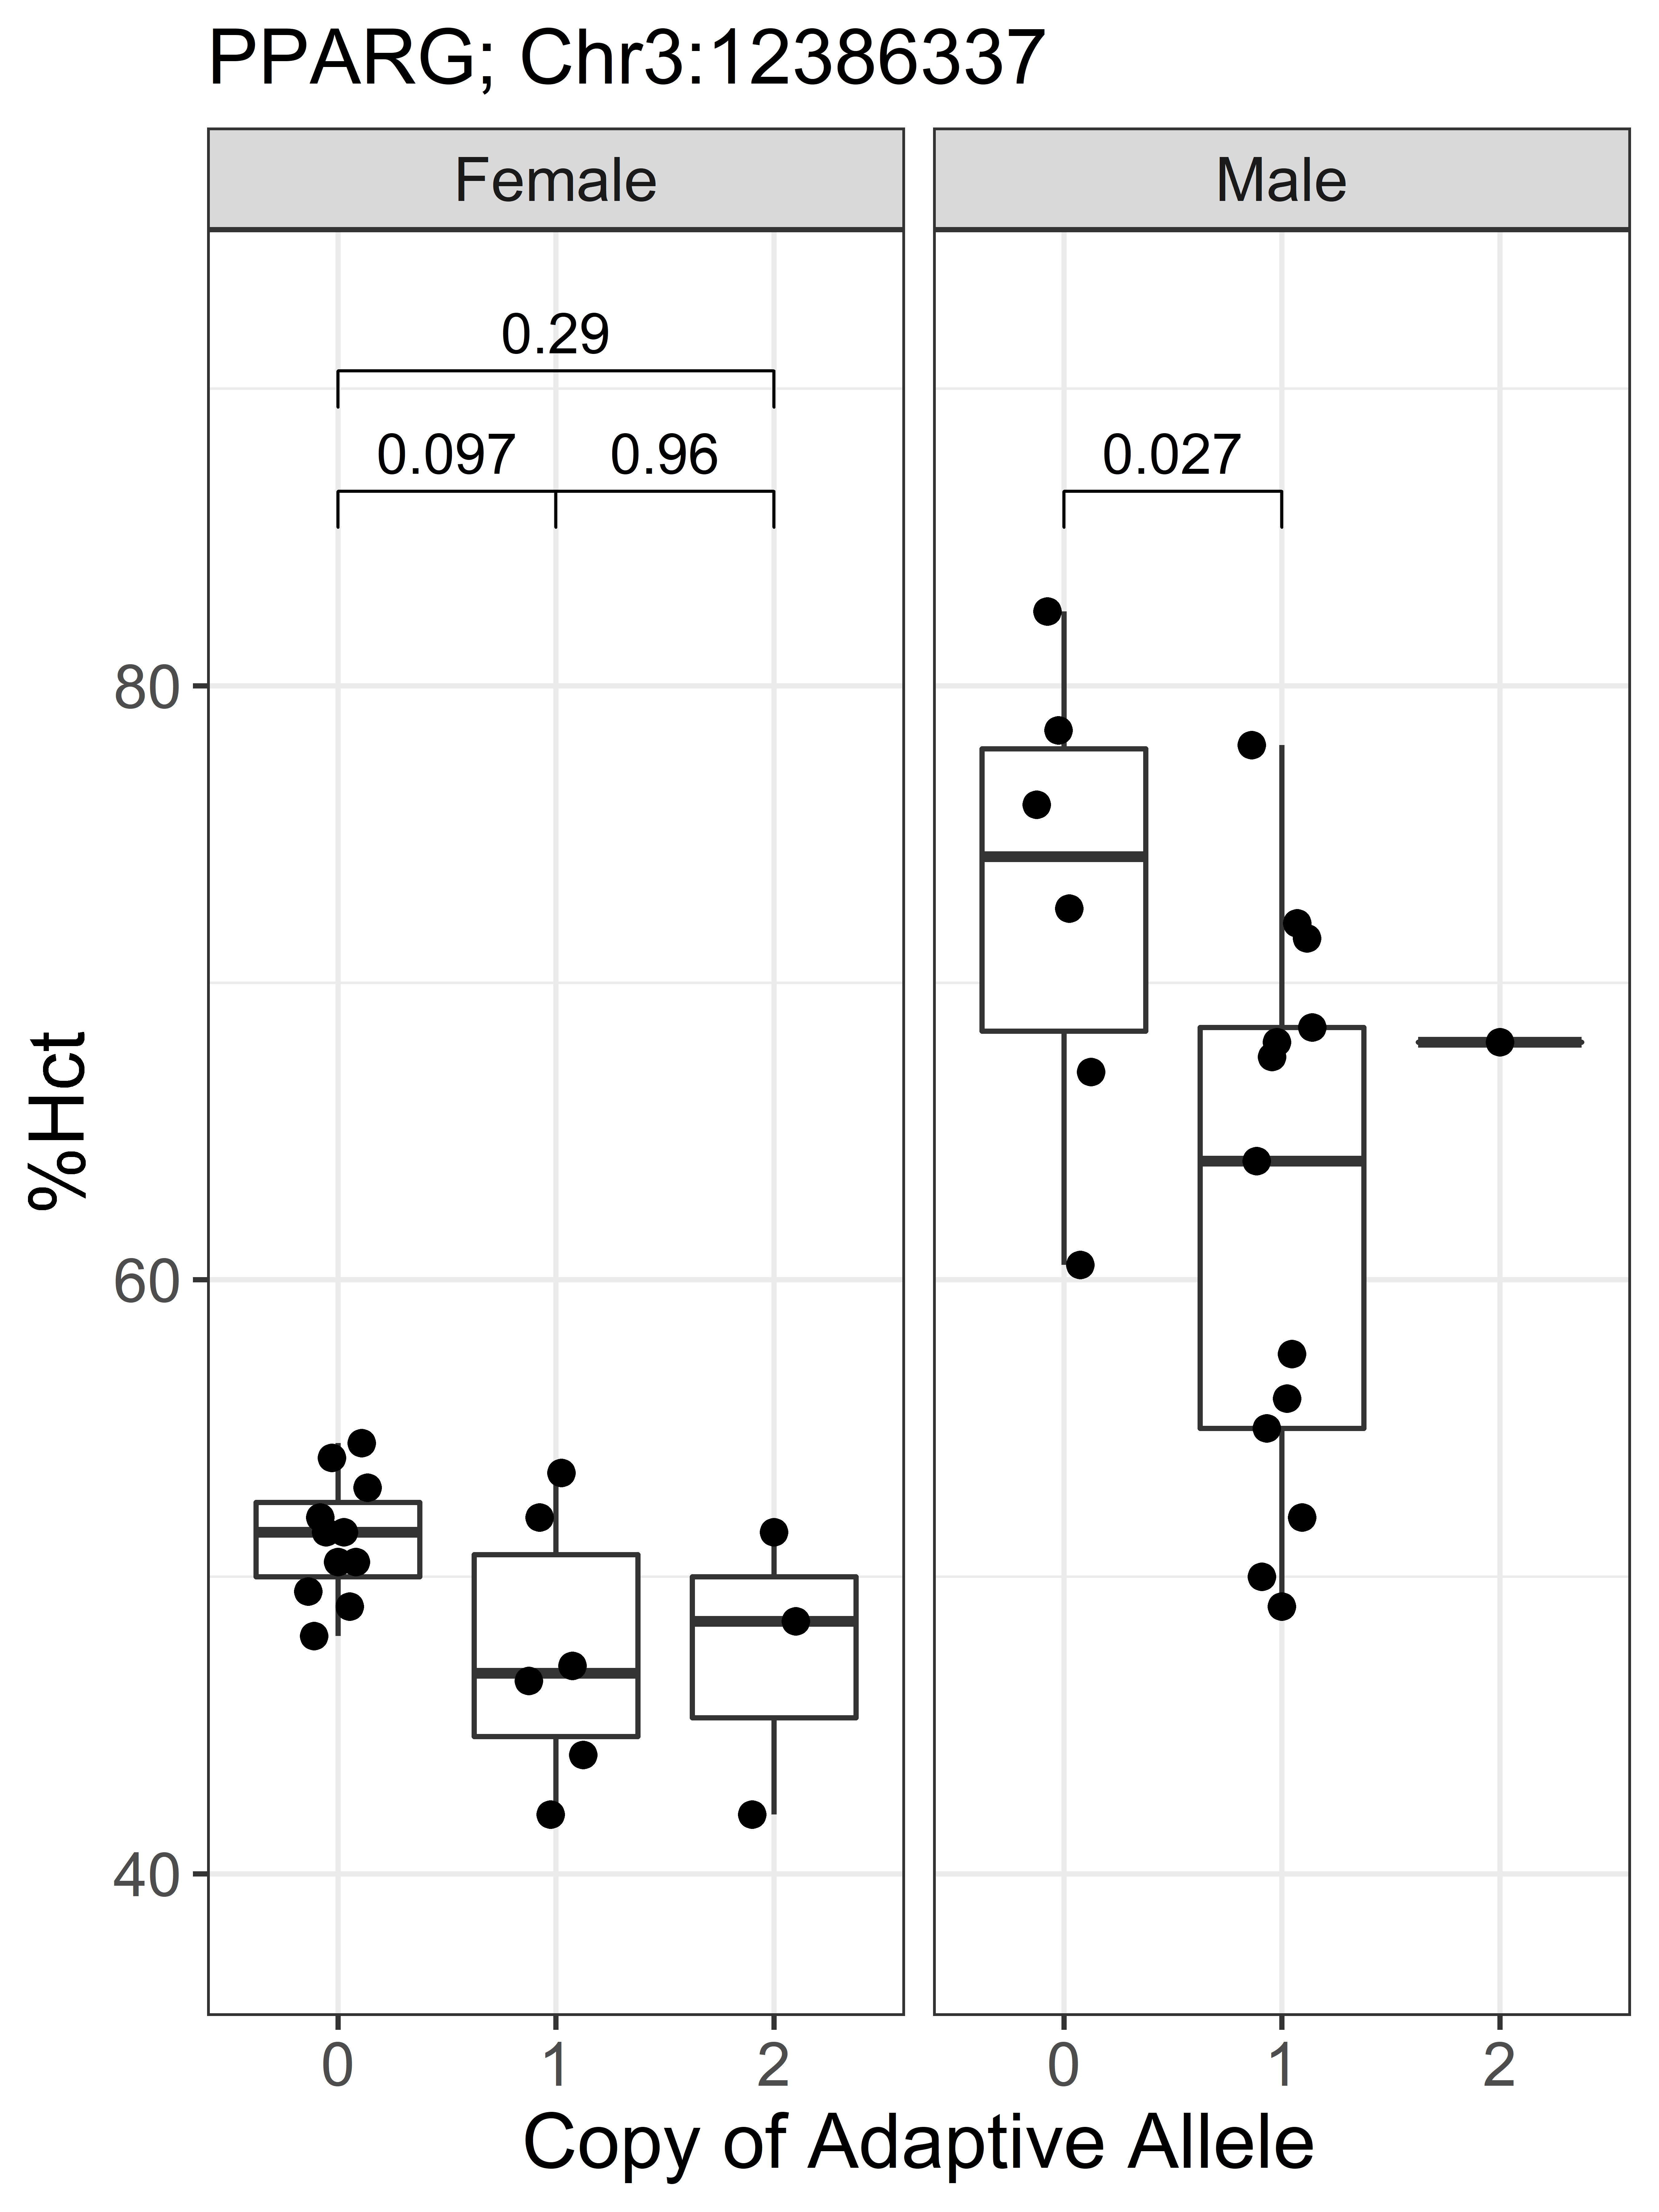 PPARG; Chr3:12386337
Female
Male
0.29
0.097
0.96
0.027
80
60
40
%Hct
0
1
2
0
1
2
Copy of Adaptive Allele